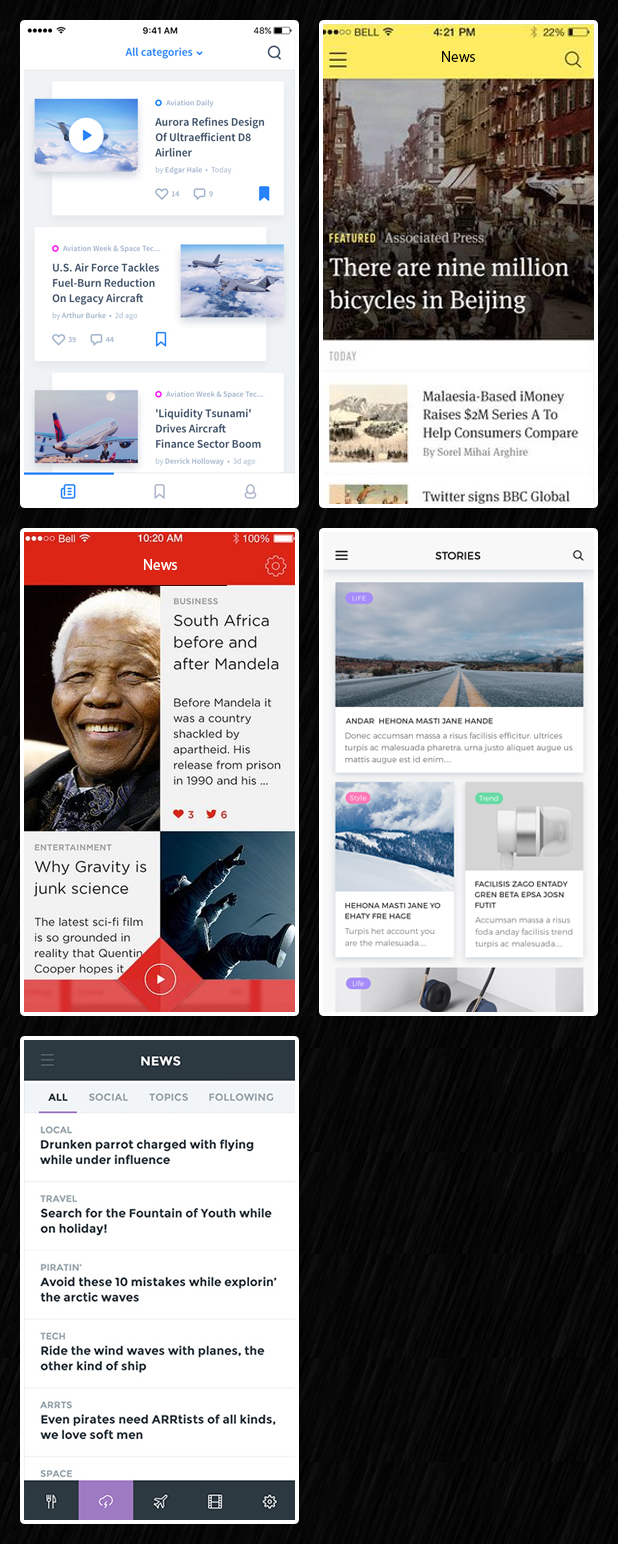 9:41 AM
48%
All categories
Aviation Daily
Aurora Refines Design
Of Ultraefficient D8
Airliner
by Edgar Hale • Today
14
9
Aviation Week & Space Tec...
U.S. Air Force Tackles
Fuel-Burn Reduction
On Legacy Aircraft
by Arthur Burke • 2d ago
39
44
Aviation Week & Space Tec...
'Liquidity Tsunami'
Drives Aircraft
Finance Sector Boom
by Derrick Holloway • 3d ago
BELL
4:21 PM
22%
News
FEATURED Associated Press
There are nine million
bicycles in Beijing
TODAY
Malaesia-Based iMoney
Raises $2M Series A To
Help Consumers Compare
By Sorel Mihai Arghire
Twitter signs BBC Global
Bell
10:20 AM
100%
News
BUSINESS
South Africa
before and
after Mandela
Before Mandela it
was a country
shackled by
apartheid. His
release from prison
in 1990 and his ...
3
6
ENTERTAINMENT
Why Gravity is
junk science
The latest sci-fi film
is so grounded in
reality that Quentin
Cooper hopes it
STORIES
LIFE
ANDAR HEHONA MASTI JANE HANDE
Donec accumsan massa a risus facilisis efficitur. ultrices
turpis ac malesuada pharetra, urna justo aliquet augue us
mattis augue est id enim....
Style
HEHONA MASTI JANE YO
EHATY FRE HAGE
Turpis het account you
are the malesuada....
Trend
FACILISIS ZAGO ENTADY
GREN BETA EPSA JOSN
FUTIT
Accumsan massa a risus
foda anday facilisis trend
turpis ac malesuada....
Life
NEWS
ALL
SOCIAL
TOPICS
FOLLOWING
LOCAL
Drunken parrot charged with flying
while under influence
TRAVEL
Search for the Fountain of Youth while
on holiday!
PIRATIN'
Avoid these 10 mistakes while explorin'
the arctic waves
TECH
Ride the wind waves with planes, the
other kind of ship
ARRTS
Even pirates need ARRtists of all kinds,
we love soft men
SPACE